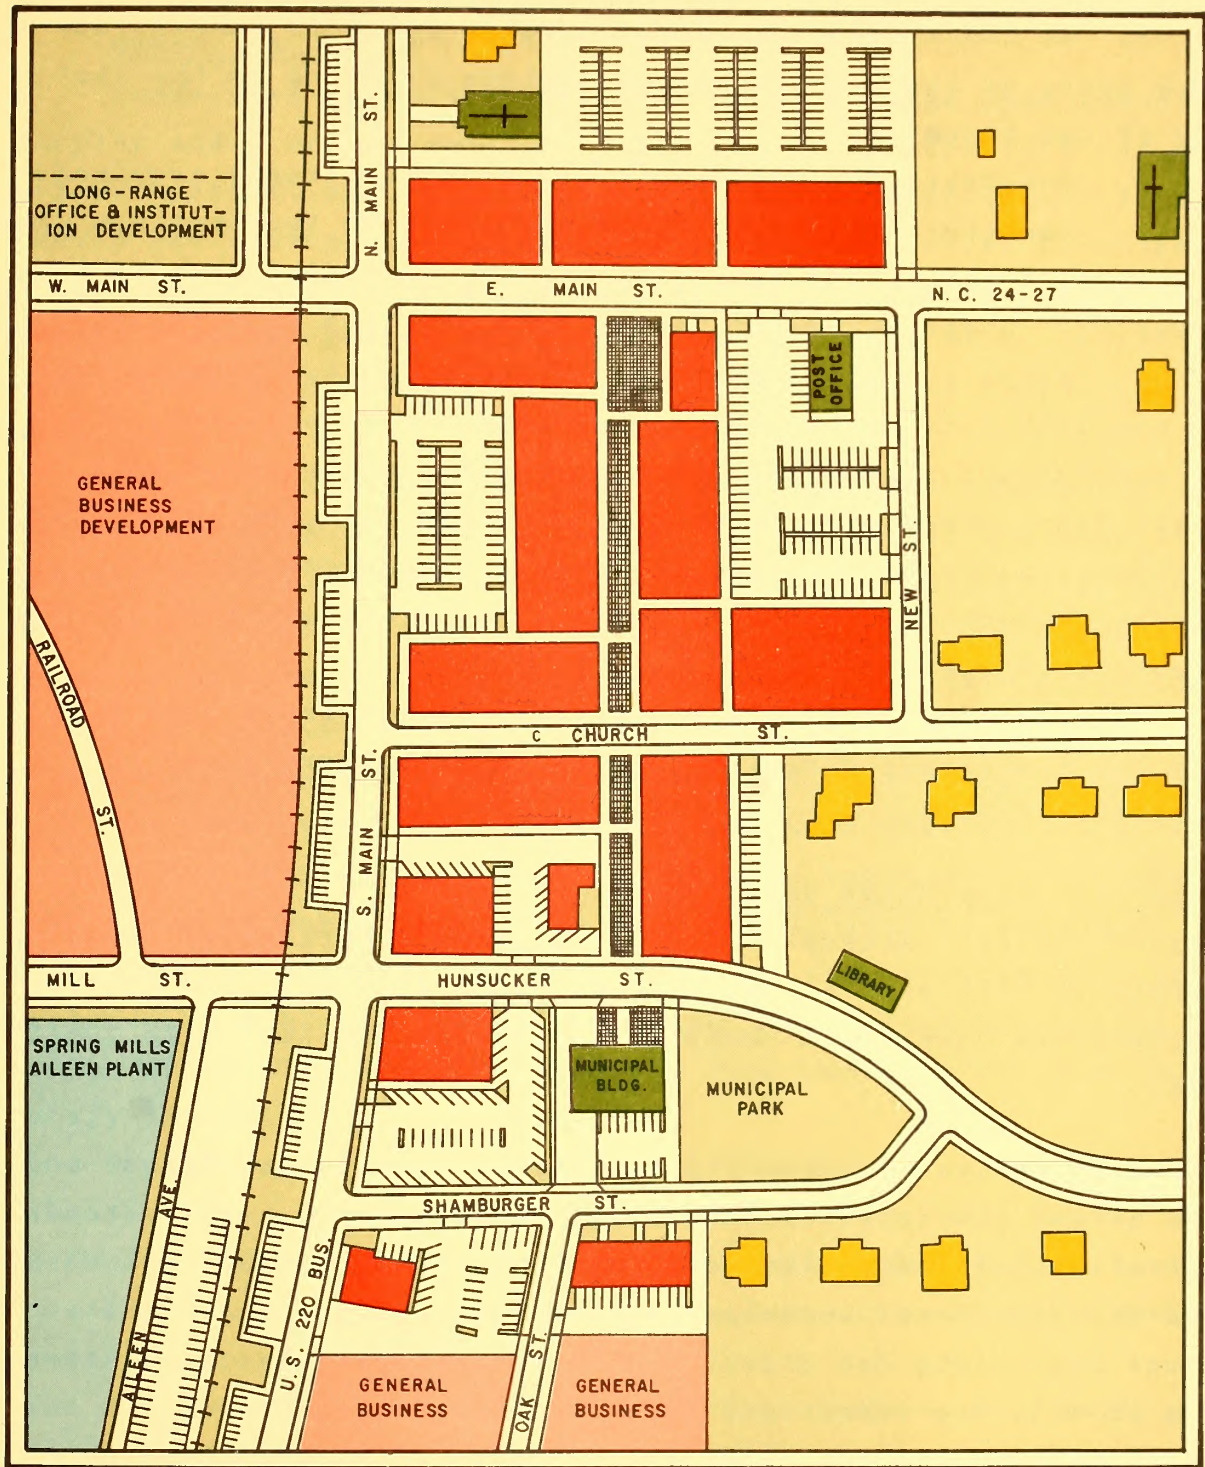 N. MAIN ST.
LONG-RANGE
OFFICE & INSTITUT-
ION DEVELOPMENT
W. MAIN ST.
E. MAIN ST.
N. C. 24-27
POST
OFFICE
GENERAL
BUSINESS
DEVELOPMENT
NEW ST.
RAILROAD ST.
C CHURCH ST.
S. MAIN ST.
LIBRARY
MILL ST.
HUNSUCKER ST.
SPRING MILLS
AILEEN PLANT
MUNICIPAL
BLDG.
MUNICIPAL
PARK
SHAMBURGER ST.
AILEEN AVE.
U.S. 220 BUS.
OAK ST.
GENERAL
BUSINESS
GENERAL
BUSINESS